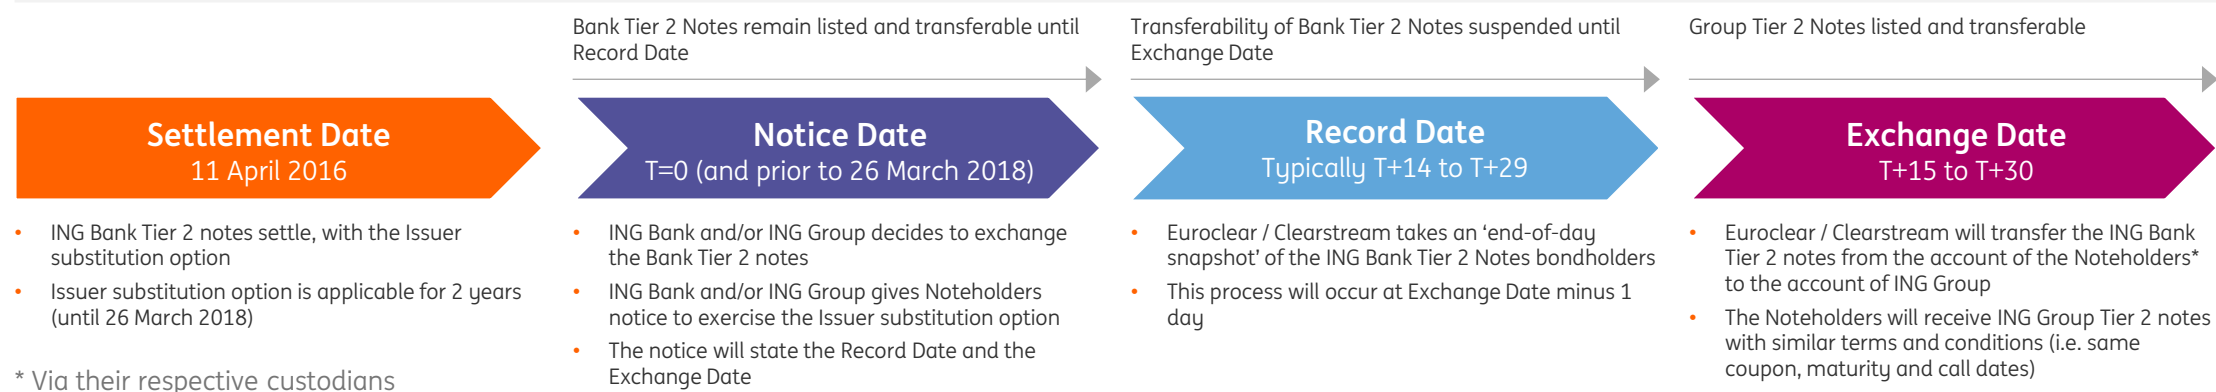 Bank Tier 2 Notes remain listed and transferable until
Record Date
Transferability of Bank Tier 2 Notes suspended until
Exchange Date
Group Tier 2 Notes listed and transferable
Settlement Date
11 April 2016
Notice Date
T=0 (and prior to 26 March 2018)
Record Date
Typically T+14 to T+29
Exchange Date
T+15 to T+30
• ING Bank Tier 2 notes settle, with the Issuer
substitution option
• Issuer substitution option is applicable for 2 years
(until 26 March 2018)
• ING Bank and/or ING Group decides to exchange
the Bank Tier 2 notes
• ING Bank and/or ING Group gives Noteholders
notice to exercise the Issuer substitution option
• The notice will state the Record Date and the
Exchange Date
• Euroclear / Clearstream takes an ‘end-of-day
snapshot’ of the ING Bank Tier 2 Notes bondholders
• This process will occur at Exchange Date minus 1
day
• Euroclear / Clearstream will transfer the ING Bank
Tier 2 notes from the account of the Noteholders*
to the account of ING Group
• The Noteholders will receive ING Group Tier 2 notes
with similar terms and conditions (i.e. same
coupon, maturity and call dates)
* Via their respective custodians